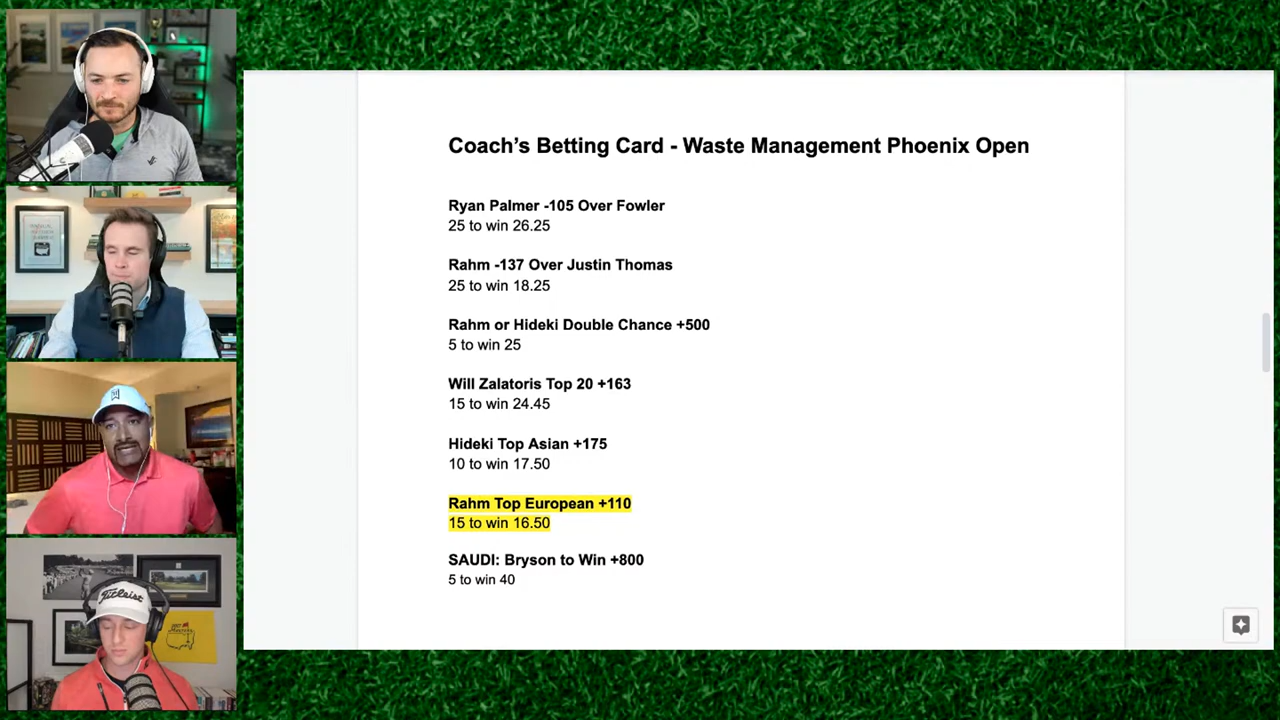 Coach's Betting Card - Waste Management Phoenix Open
Ryan Palmer -105 Over Fowler
25 to win 26.25
Rahm -137 Over Justin Thomas
25 to win 18.25
Rahm or Hideki Double Chance +500
5 to win 25
Will Zalatoris Top 20 +163
15 to win 24.45
Hideki Top Asian +175
10 to win 17.50
Rahm Top European +110
15 to win 16.50
SAUDI: Bryson to Win +800
5 to win 40
Titleist